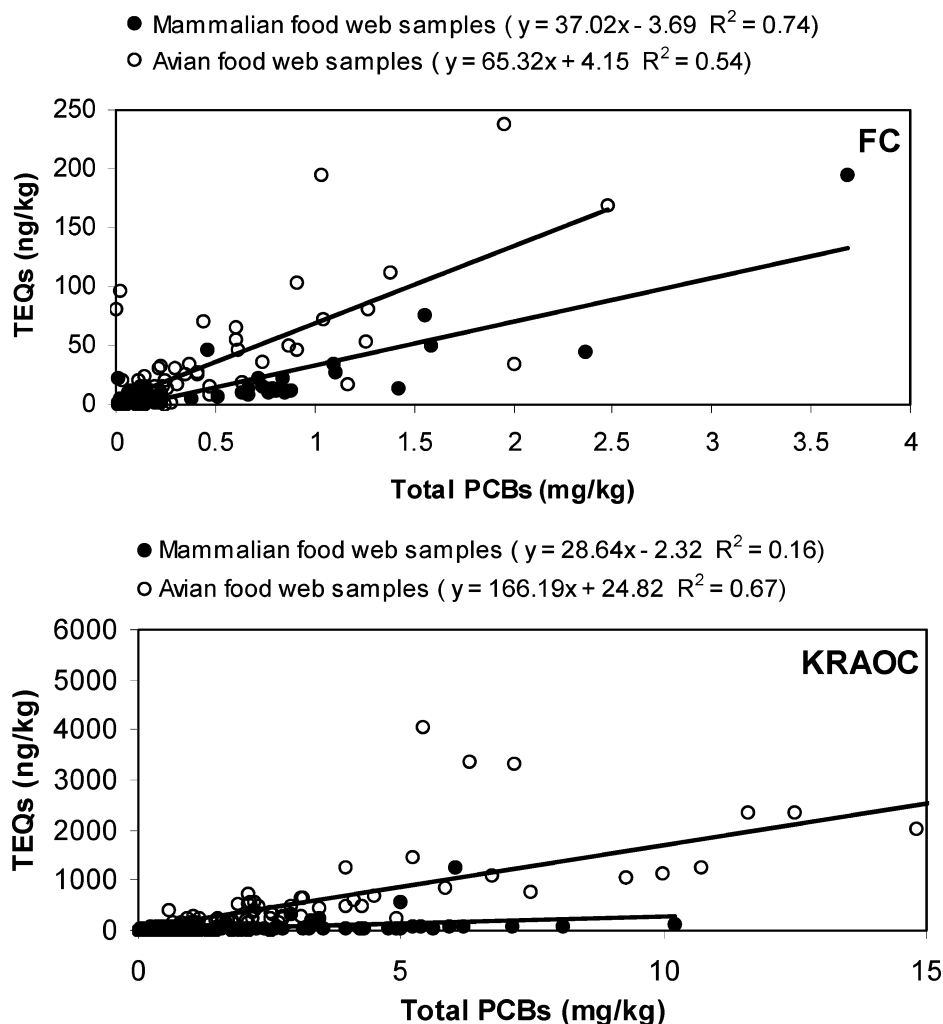 Mammalian food web samples ( y = 37.02x - 3.69 R² = 0.74)
Avian food web samples ( y = 65.32x + 4.15 R² = 0.54)
250
200
150
100
50
0
TEQs (ng/kg)
FC
0 0.5 1 1.5 2 2.5 3 3.5 4
Total PCBs (mg/kg)
Mammalian food web samples ( y = 28.64x - 2.32 R² = 0.16)
Avian food web samples ( y = 166.19x + 24.82 R² = 0.67)
6000
5000
4000
3000
2000
1000
0
TEQs (ng/kg)
KRAOC
0 5 10 15
Total PCBs (mg/kg)